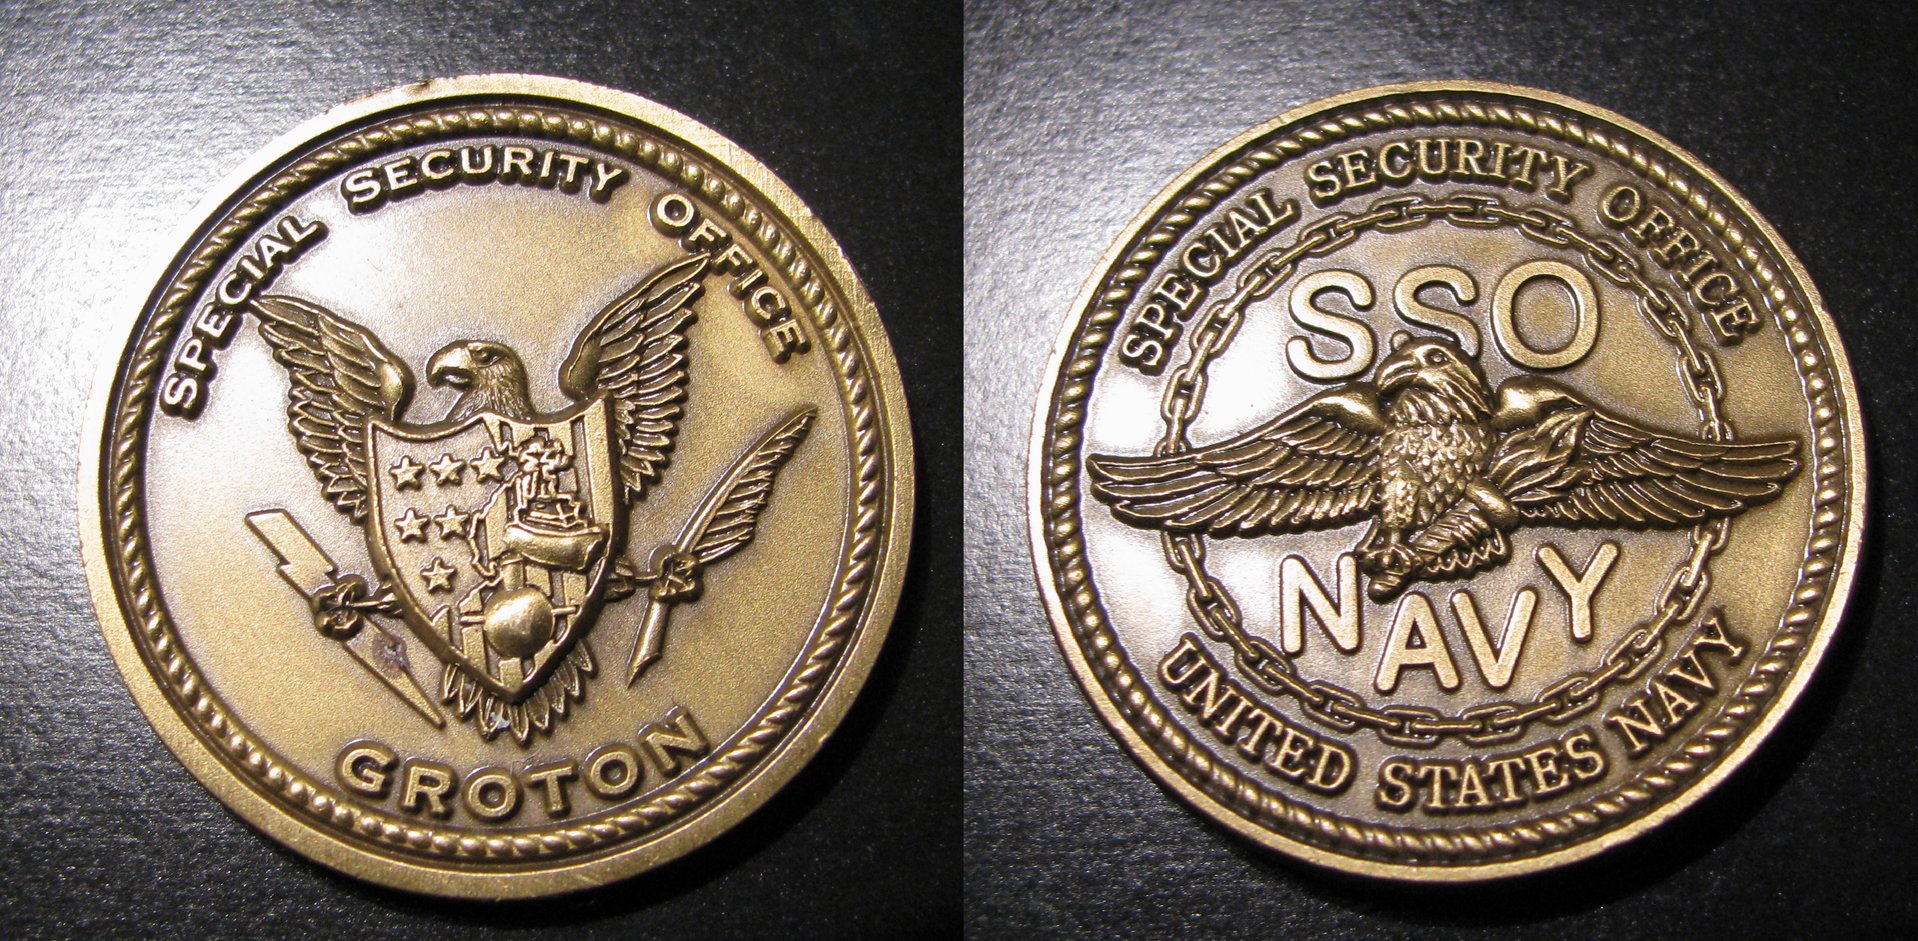 SPECIAL SECURITY OFFICE
GROTON
SPECIAL SECURITY OFFICE
SSO
NAVY
UNITED STATES NAVY